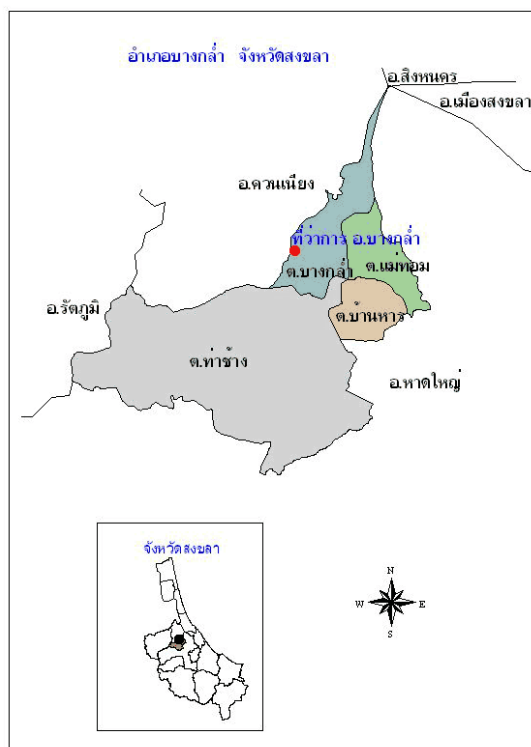 อำเภอบางกล่ำ จังหวัดสงขลา
อ.สิงหนคร
อ.เมืองสงขลา
อ.ควนเนียง
ที่ว่าการ อ.บางกล่ำ
ต.บางกล่ำ
ต.แม่ทอม
อ.รัตภูมิ
ต.บ้านหาร
ต.ท่าช้าง
อ.หาดใหญ่
จังหวัดสงขลา
N
W E
S